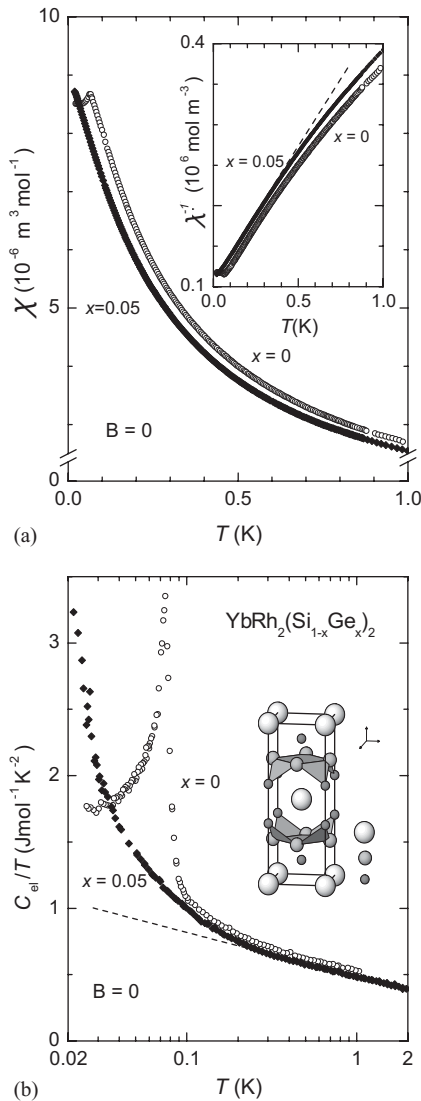 10
χ (10⁻⁶ m³ mol⁻¹)
5
0
x=0.05
x = 0
B = 0
0.0
0.5
1.0
T (K)
0.4
χ⁻¹ (10⁶ mol m⁻³)
0.1
x = 0.05
x = 0
0.0
0.5
1.0
T(K)
(a)
YbRh₂(Si₁₋ₓGeₓ)₂
3
2
1
0
C_el/T (Jmol⁻¹ K⁻²)
x = 0
x = 0.05
B = 0
0.02
0.1
1
2
T (K)
(b)